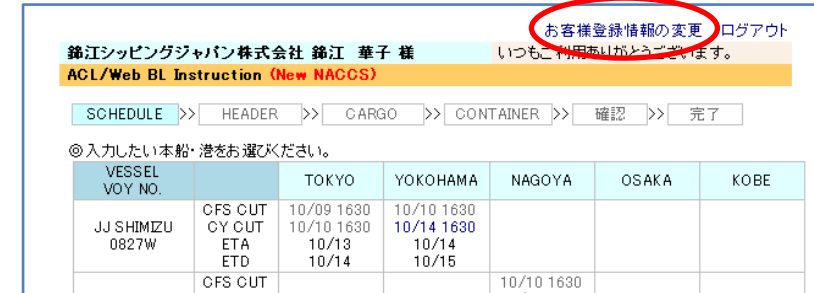 お客様登録情報の変更 ログアウト
錦江シッピングジャパン株式会社 錦江 華子 様 いつもご利用ありがとうございます。
ACL/Web BL Instruction (New NACCS)
SCHEDULE >> HEADER >> CARGO >> CONTAINER >> 確認 >> 完了
◎入力したい本船・港をお選びください。
VESSEL
VOY NO. TOKYO YOKOHAMA NAGOYA OSAKA KOBE
CFS CUT 10/09 1630 10/10 1630
JJ SHIMIZU CY CUT 10/10 1630 10/14 1630
0827W ETA 10/13 10/14
ETD 10/14 10/15
CFS CUT 10/10 1630